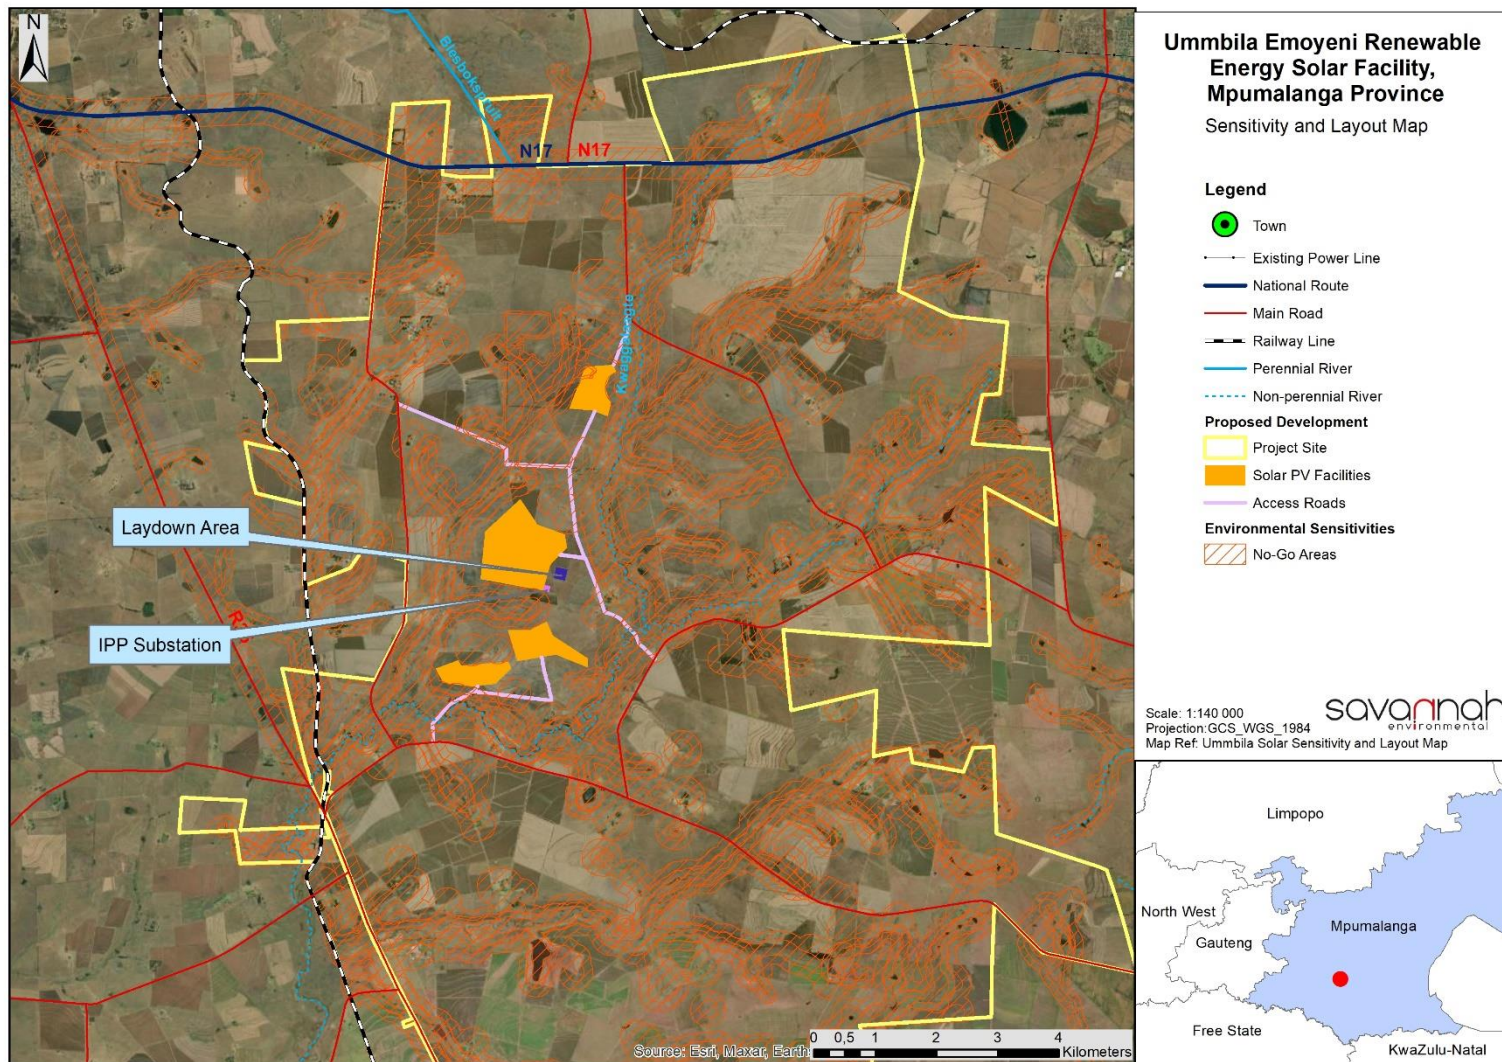 N
Blesbokspruit
N17
N17
Laydown Area
IPP Substation
Source: Esri, Maxar, Earth
0 0,5 1 2 3 4
Kilometers
Ummbila Emoyeni Renewable
Energy Solar Facility,
Mpumalanga Province
Sensitivity and Layout Map
Legend
Town
Existing Power Line
National Route
Main Road
Railway Line
Perennial River
Non-perennial River
Proposed Development
Project Site
Solar PV Facilities
Access Roads
Environmental Sensitivities
No-Go Areas
Scale: 1:140 000
Projection:GCS_WGS_1984
Map Ref: Ummbila Solar Sensitivity and Layout Map
savannah
environmental
Limpopo
North West
Gauteng
Mpumalanga
Free State
KwaZulu-Natal